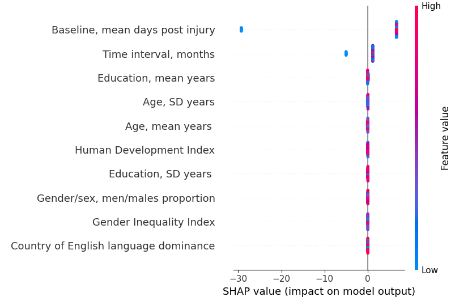 High
Baseline, mean days post injury
Time interval, months
Education, mean years
Age, SD years
Age, mean years
Human Development Index
Education, SD years
Gender/sex, men/males proportion
Gender Inequality Index
Country of English language dominance
Feature value
Low
−30
−20
−10
0
SHAP value (impact on model output)